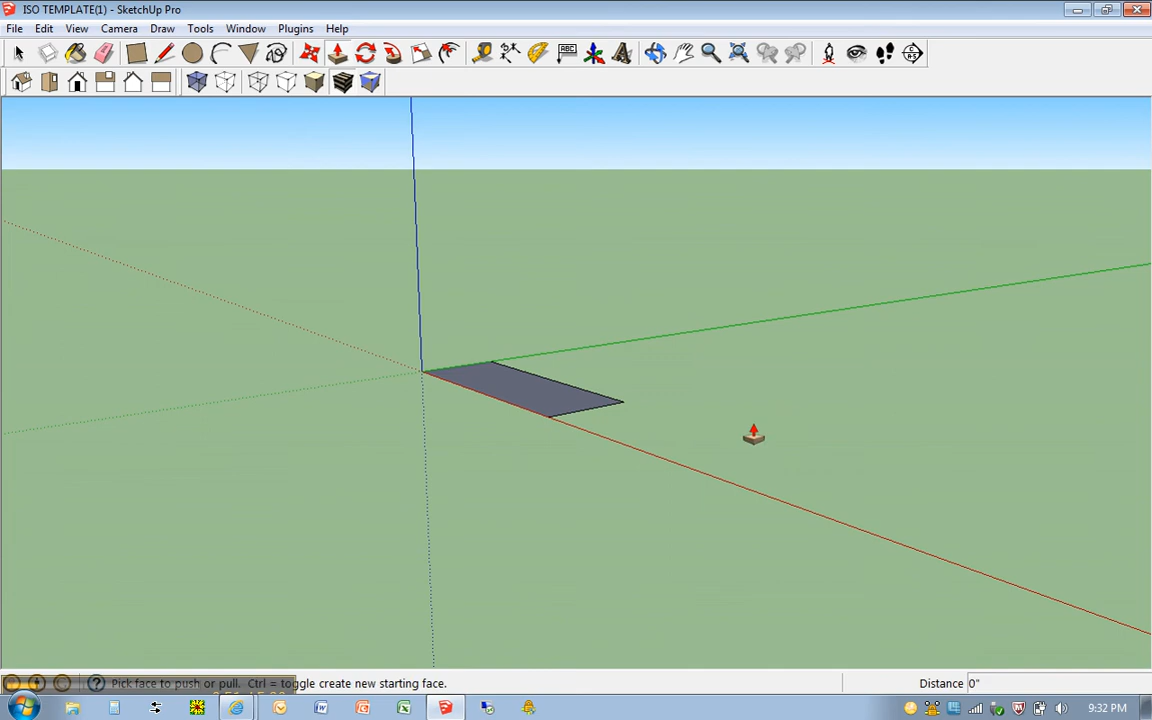 ISO TEMPLATE(1) - SketchUp Pro
File Edit View Camera Draw Tools Window Plugins Help
ABC
Pick face to push or pull. Ctrl = toggle create new starting face.
Distance 0"
9:32 PM